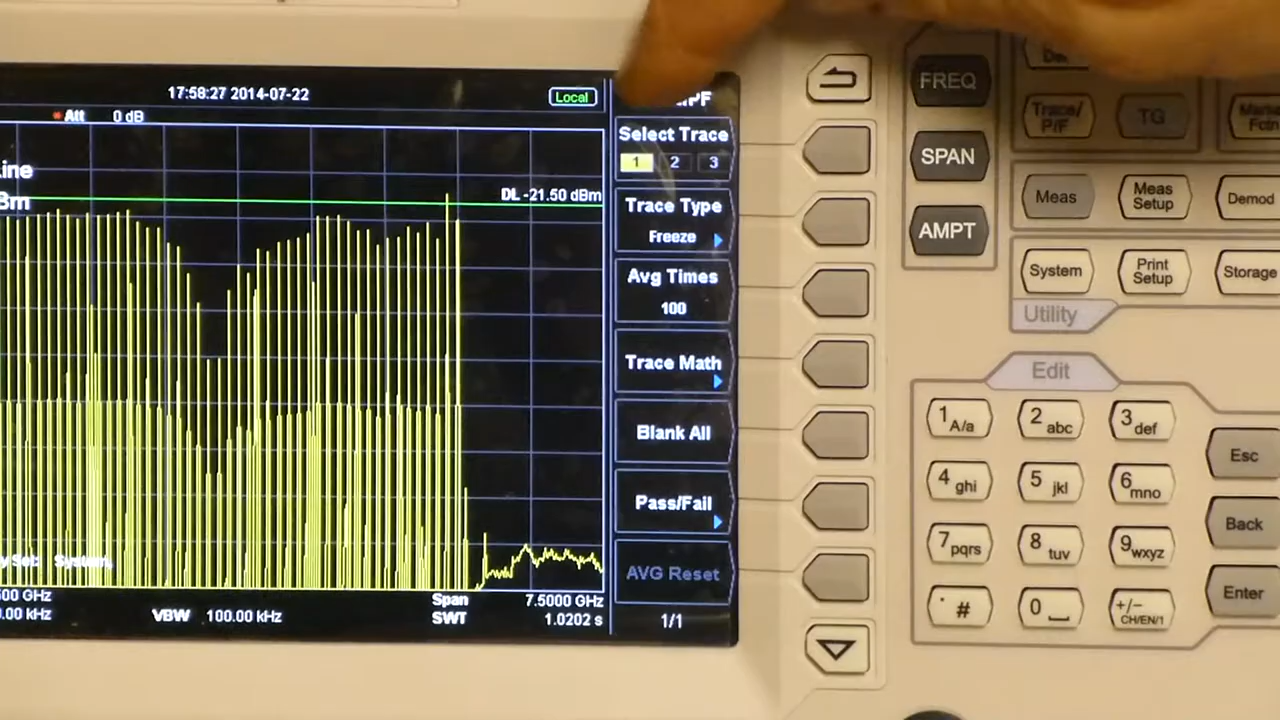 17:58:27 2014-07-22
Local
Att 0 dB
DL -21.50 dBm
Select Trace
1 2 3
Trace Type
Freeze
Avg Times
100
Trace Math
Blank All
Pass/Fail
AVG Reset
1/1
Span 7.5000 GHz
VBW 100.00 kHz
SWT 1.0202 s
FREQ
SPAN
AMPT
Trace/
P/F
TG
Meas
Meas
Setup
Demod
System
Print
Setup
Storage
Utility
Edit
1 A/a
2 abc
3 def
4 ghi
5 jkl
6 mno
7 pqrs
8 tuv
9 wxyz
. #
0
+/-
CH/EN/1
Esc
Back
Enter